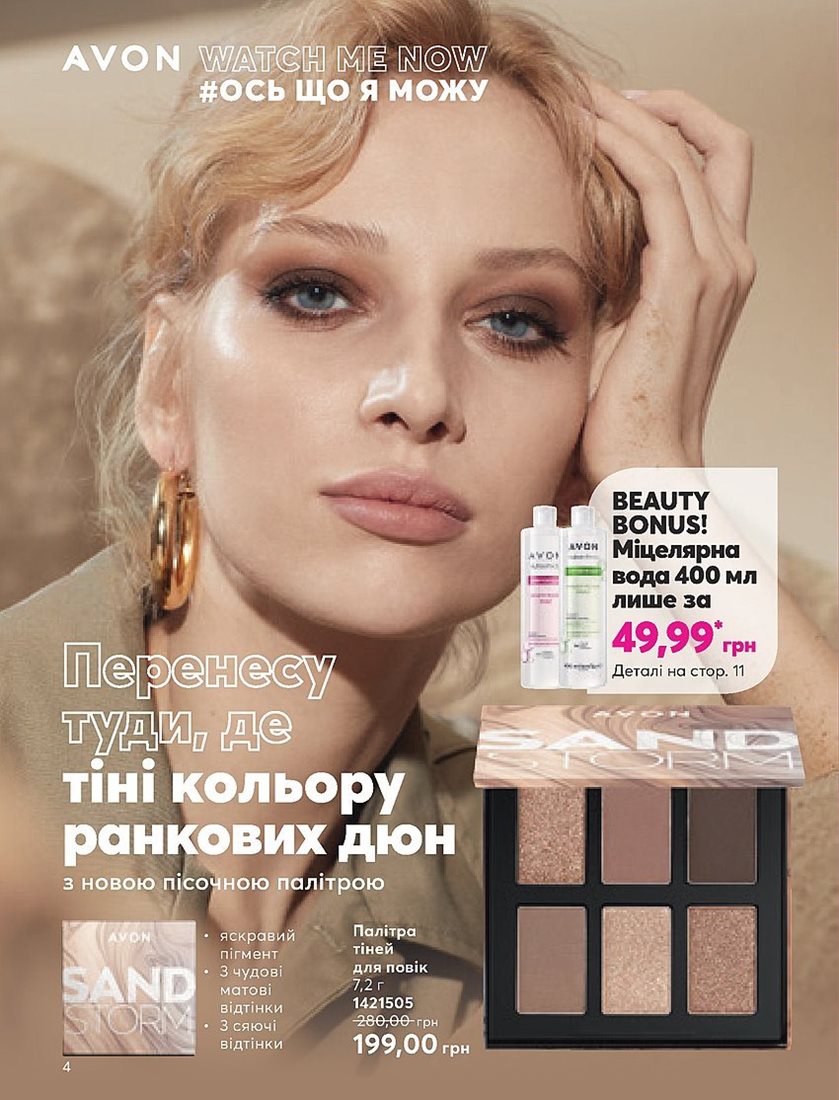 AVON WATCH ME NOW
#ОСЬ ЩО Я МОЖУ
BEAUTY
BONUS!
Міцелярна
вода 400 мл
лише за
49,99* грн
Деталі на стор. 11
AVON
AVON
Перенесу
туди, де
тіні кольору
ранкових дюн
з новою пісочною палітрою
AVON
SAND
STORM
AVON
SAND
STORM
• яскравий
пігмент
• 3 чудові
матові
відтінки
• 3 сяючі
відтінки
Палітра
тіней
для повік
7,2 г
1421505
280,00 грн
199,00 грн
4